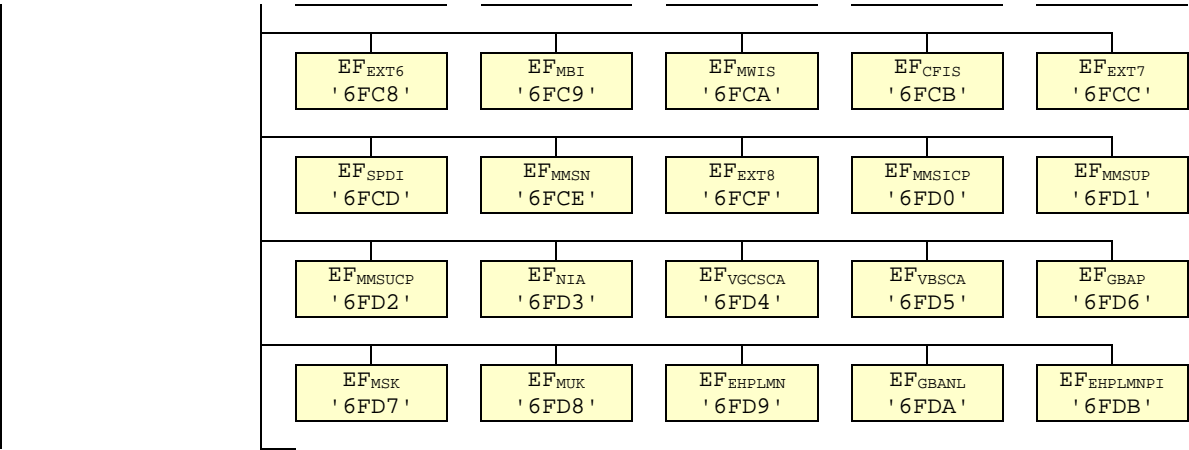 EFEXT6 EFMBI EFMWIS EFCFIS EFEXT7
'6FC8' '6FC9' '6FCA' '6FCB' '6FCC'
EFSPDI EFMMSN EFEXT8 EFMMSICP EFMMSUP
'6FCD' '6FCE' '6FCF' '6FD0' '6FD1'
EFMMSUCP EFNIA EFVGCSCA EFVBSCA EFGBAP
'6FD2' '6FD3' '6FD4' '6FD5' '6FD6'
EFMSK EFMUK EFEHPLMN EFGBANL EFEHPLMNPI
'6FD7' '6FD8' '6FD9' '6FDA' '6FDB'